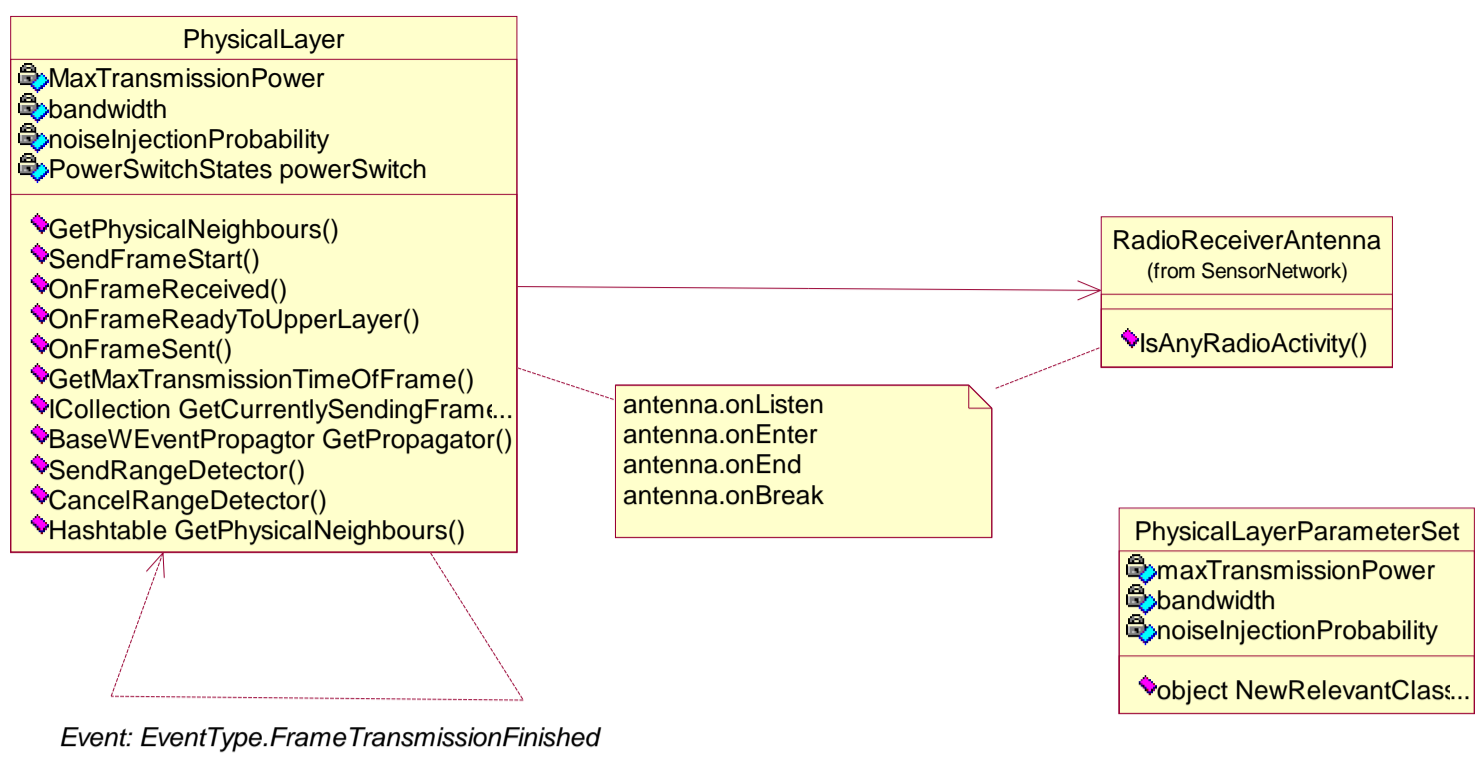 PhysicalLayer
MaxTransmissionPower
bandwidth
noiseInjectionProbability
PowerSwitchStates powerSwitch
GetPhysicalNeighbours()
SendFrameStart()
OnFrameReceived()
OnFrameReadyToUpperLayer()
OnFrameSent()
GetMaxTransmissionTimeOfFrame()
ICollection GetCurrentlySendingFrame...
BaseWEventPropagtor GetPropagator()
SendRangeDetector()
CancelRangeDetector()
Hashtable GetPhysicalNeighbours()
RadioReceiverAntenna
(from SensorNetwork)
IsAnyRadioActivity()
antenna.onListen
antenna.onEnter
antenna.onEnd
antenna.onBreak
PhysicalLayerParameterSet
maxTransmissionPower
bandwidth
noiseInjectionProbability
object NewRelevantClass...
Event: EventType.FrameTransmissionFinished